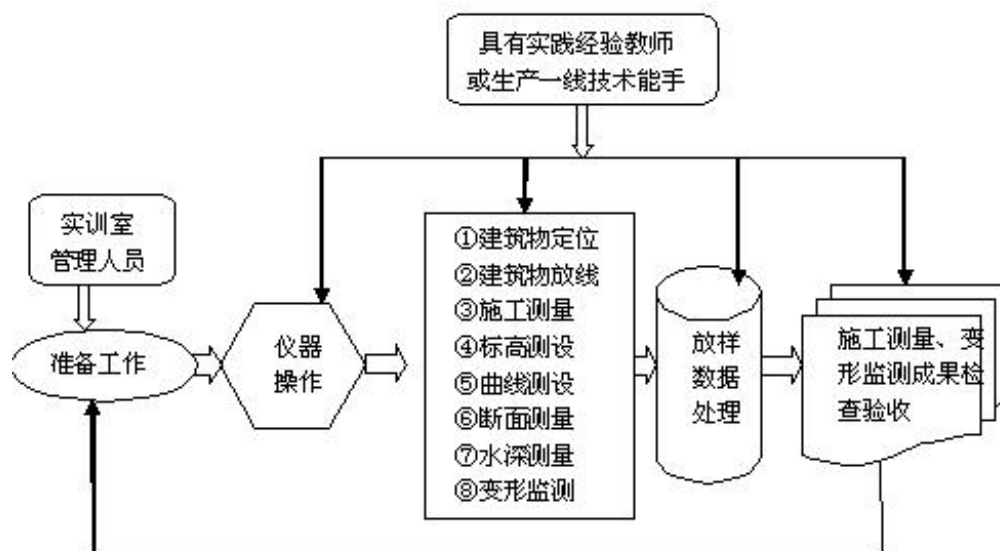 具有实践经验教师
或生产一线技术能手
实训室
管理人员
准备工作
仪器
操作
①建筑物定位
②建筑物放线
③施工测量
④标高测设
⑤曲线测设
⑥断面测量
⑦水深测量
⑧变形监测
放样
数据
处理
施工测量、变
形监测成果检
查验收